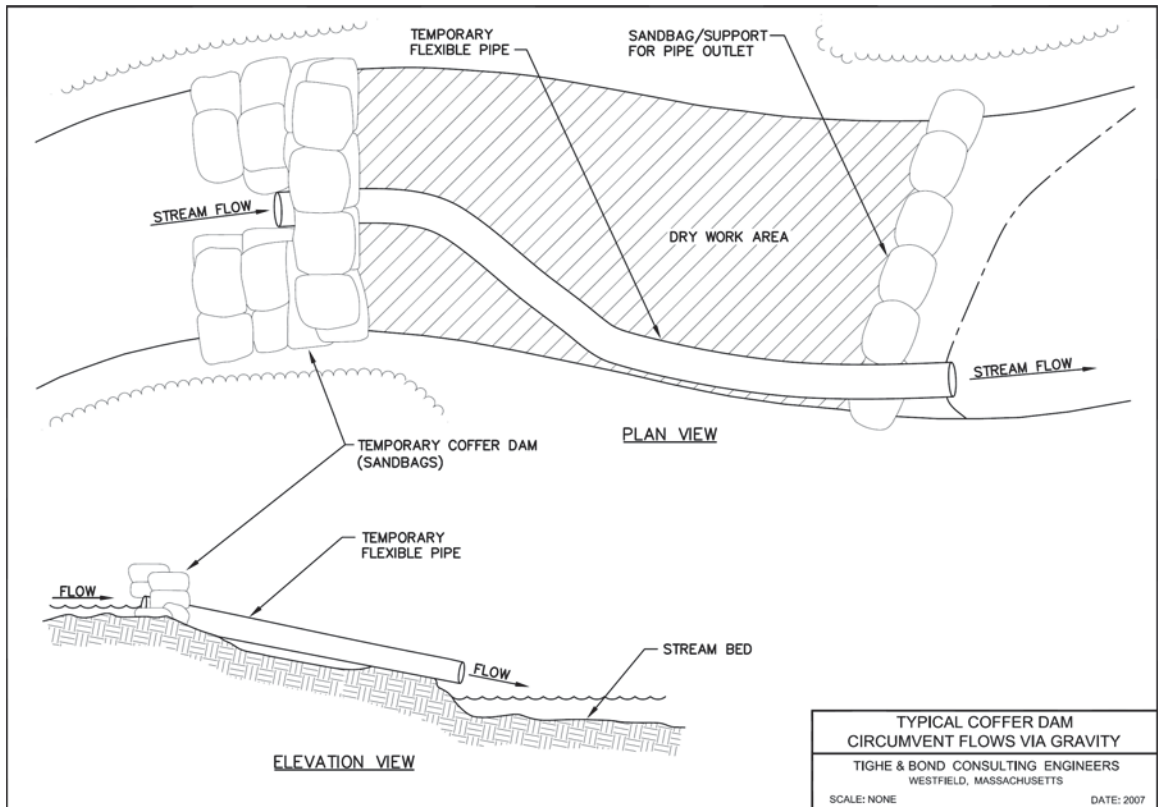 TEMPORARY
FLEXIBLE PIPE
SANDBAG/SUPPORT
FOR PIPE OUTLET
STREAM FLOW
DRY WORK AREA
STREAM FLOW
PLAN VIEW
TEMPORARY COFFER DAM
(SANDBAGS)
TEMPORARY
FLEXIBLE PIPE
FLOW
FLOW
STREAM BED
ELEVATION VIEW
TYPICAL COFFER DAM
CIRCUMVENT FLOWS VIA GRAVITY
TIGHE & BOND CONSULTING ENGINEERS
WESTFIELD, MASSACHUSETTS
SCALE: NONE DATE: 2007